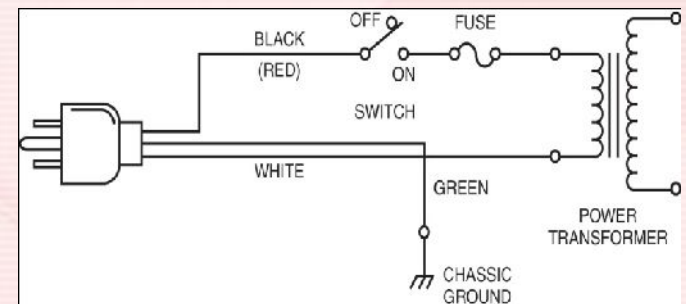 OFF
FUSE
BLACK
(RED)
ON
SWITCH
WHITE
GREEN
POWER
TRANSFORMER
CHASSIC
GROUND